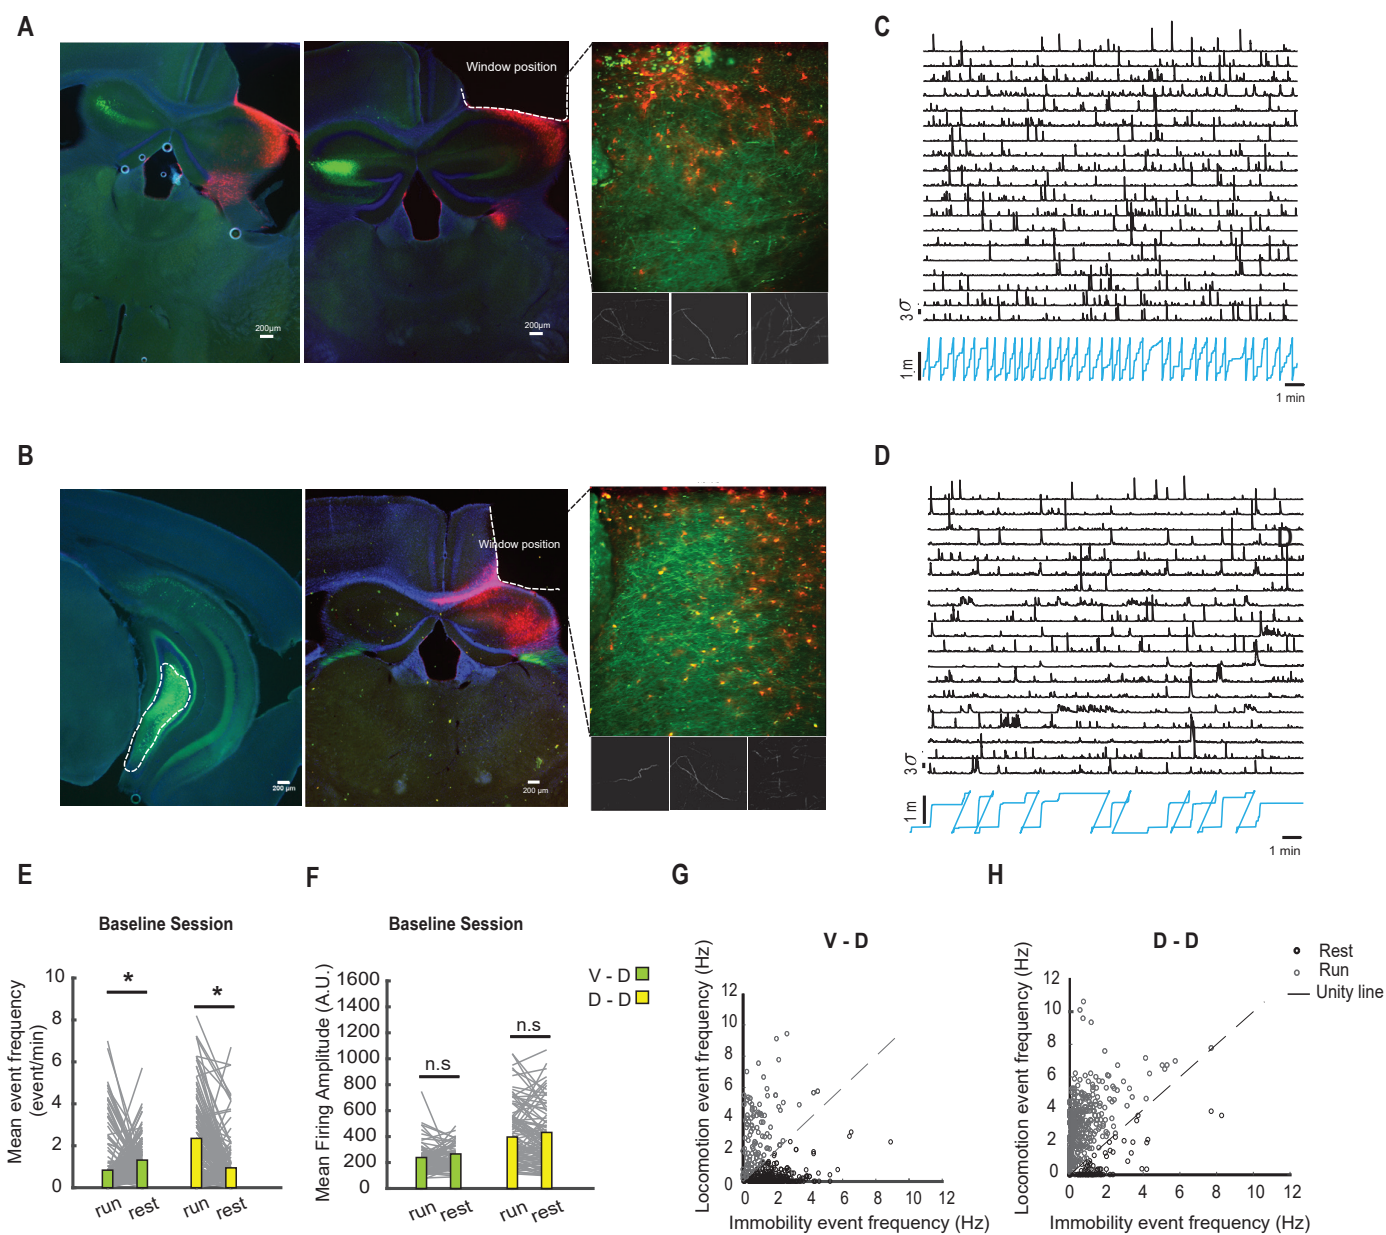 A
Window position
200μm
200μm
C
3 σ
1 m
1 min
B
Window position
200 μm
200 μm
D
D
3 σ
1 m
1 min
E
Baseline Session
Mean event frequency
(event/min)
10
8
6
4
2
0
*
*
run
rest
run
rest
F
Baseline Session
Mean Firing Amplitude (A.U.)
1600
1400
1200
1000
800
600
400
200
0
n.s
n.s
run
rest
run
rest
V - D
D - D
G
V - D
Locomotion event frequency (Hz)
12
10
8
6
4
2
0
0 2 4 6 8 10 12
Immobility event frequency (Hz)
H
D - D
Locomotion event frequency (Hz)
12
10
8
6
4
2
0
0 2 4 6 8 10 12
Immobility event frequency (Hz)
Rest
Run
Unity line